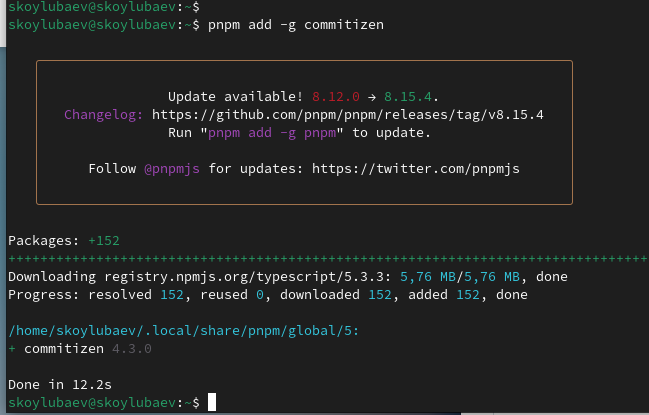 skoylubaev@skoylubaev:~$
skoylubaev@skoylubaev:~$ pnpm add -g commitizen
Update available! 8.12.0 → 8.15.4.
Changelog: https://github.com/pnpm/pnpm/releases/tag/v8.15.4
Run "pnpm add -g pnpm" to update.
Follow @pnpmjs for updates: https://twitter.com/pnpmjs
Packages: +152
++++++++++++++++++++++++++++++++++++++++++++++++++++++++++++++++++++++++++++++++
Downloading registry.npmjs.org/typescript/5.3.3: 5,76 MB/5,76 MB, done
Progress: resolved 152, reused 0, downloaded 152, added 152, done
/home/skoylubaev/.local/share/pnpm/global/5:
+ commitizen 4.3.0
Done in 12.2s
skoylubaev@skoylubaev:~$